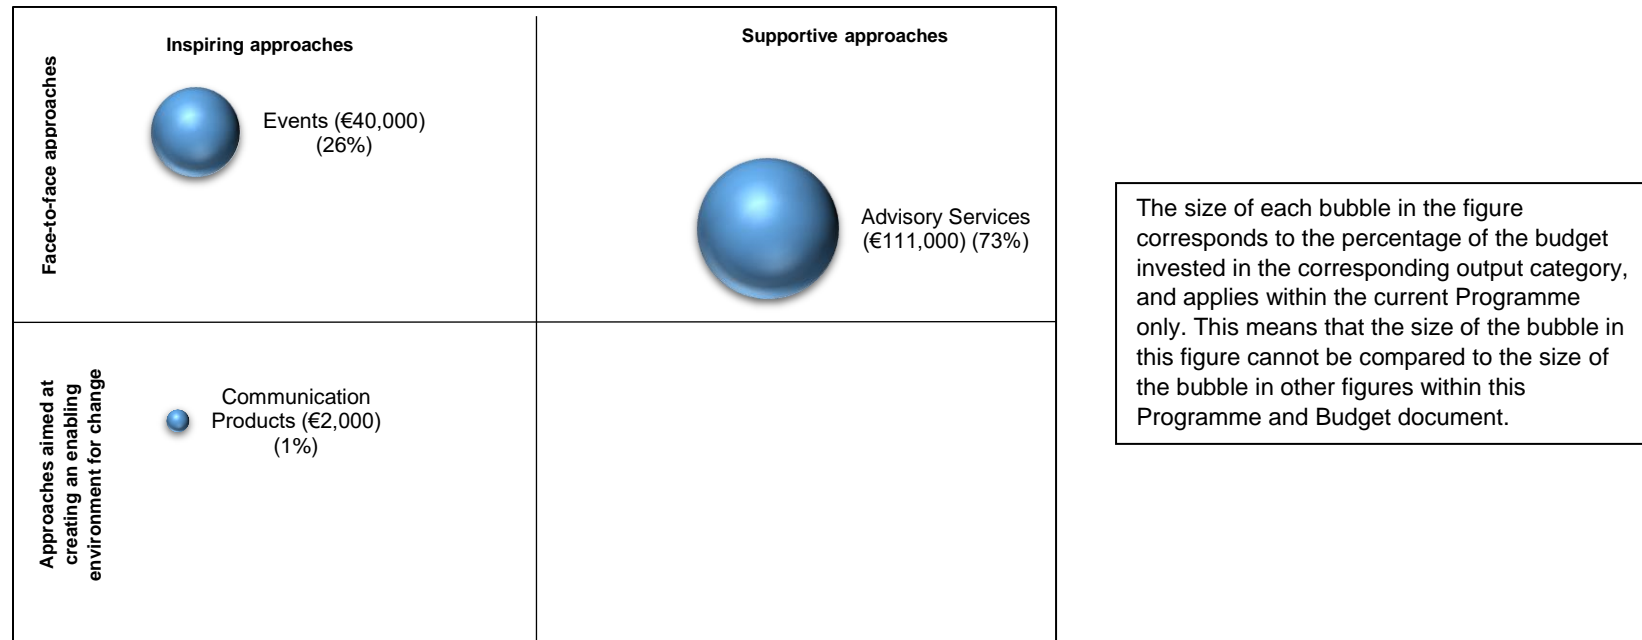 Inspiring approaches
Supportive approaches
Face-to-face approaches
Events (€40,000)
(26%)
Advisory Services
(€111,000) (73%)
Approaches aimed at
creating an enabling
environment for change
Communication
Products (€2,000)
(1%)
The size of each bubble in the figure
corresponds to the percentage of the budget
invested in the corresponding output category,
and applies within the current Programme
only. This means that the size of the bubble in
this figure cannot be compared to the size of
the bubble in other figures within this
Programme and Budget document.